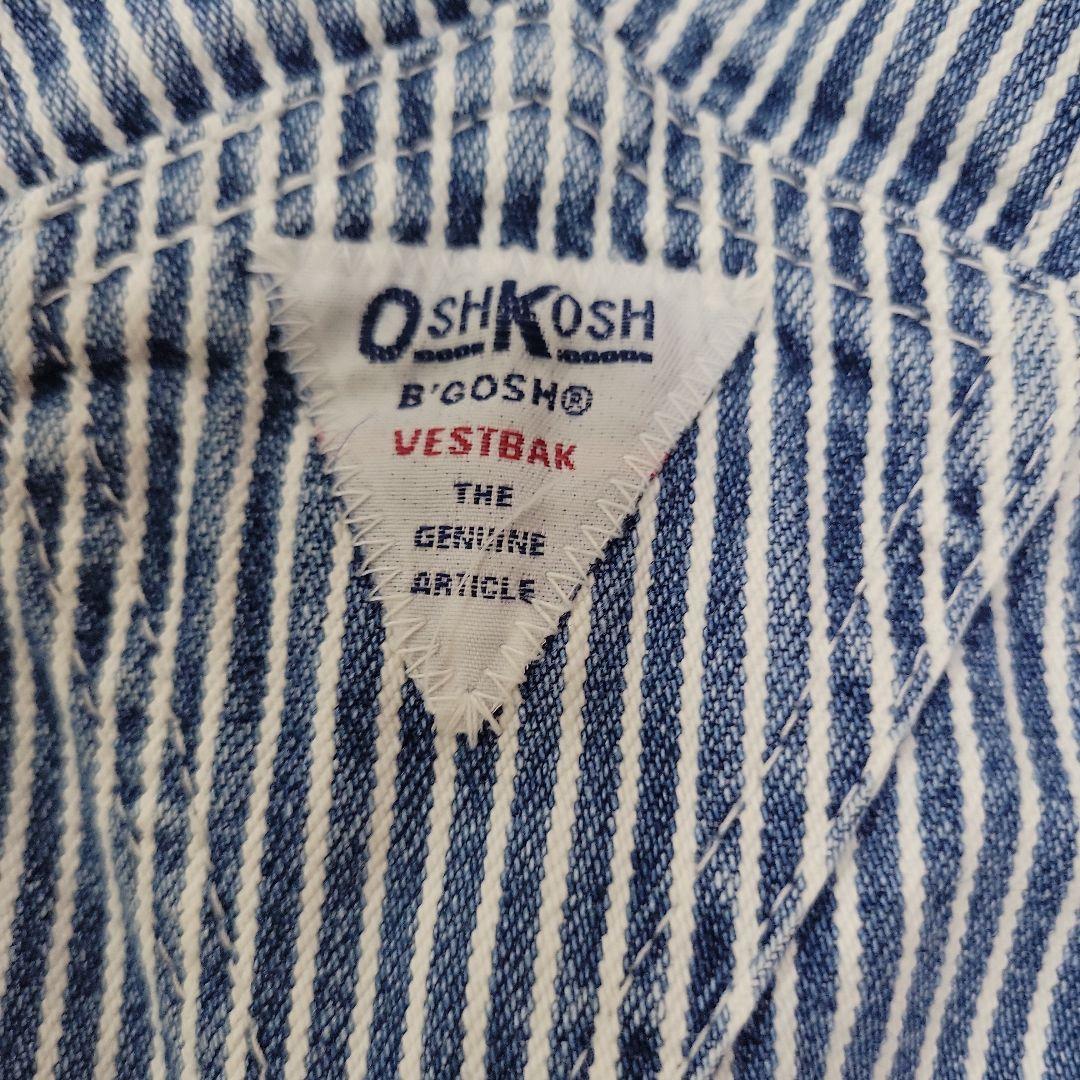 OSHKOSH
B'GOSH®
VESTBAK
THE
GENUINE
ARTICLE